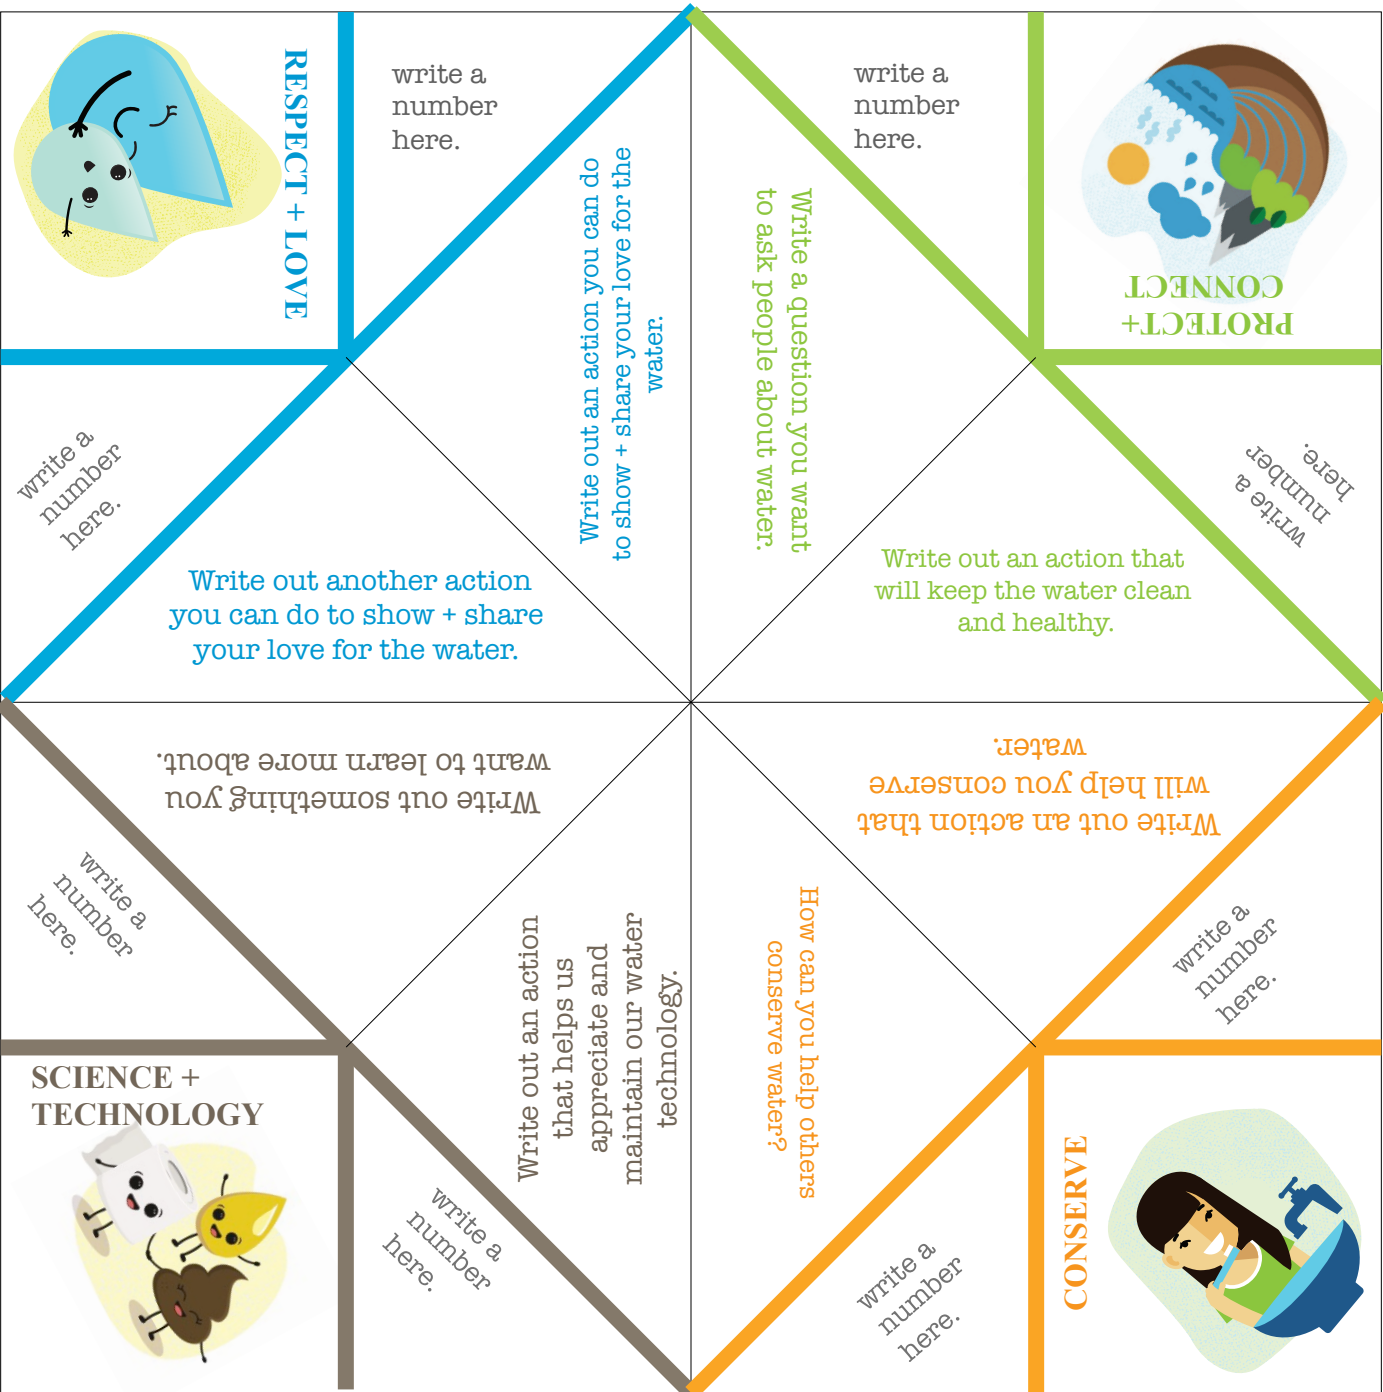 RESPECT + LOVE
write a
number
here.
write a
number
here.
Write out an action you can do
to show + share your love for the
water.
Write out another action
you can do to show + share
your love for the water.
write a
number
here.
PROTECT+
CONNECT
write a
number
here.
Write a question you want
to ask people about water.
Write out an action that
will keep the water clean
and healthy.
Write out something you
want to learn more about.
write a
number
here.
Write out an action
that helps us
appreciate and
maintain our water
technology.
SCIENCE +
TECHNOLOGY
write a
number
here.
Write out an action that
will help you conserve
water.
How can you help others
conserve water?
write a
number
here.
write a
number
here.
CONSERVE